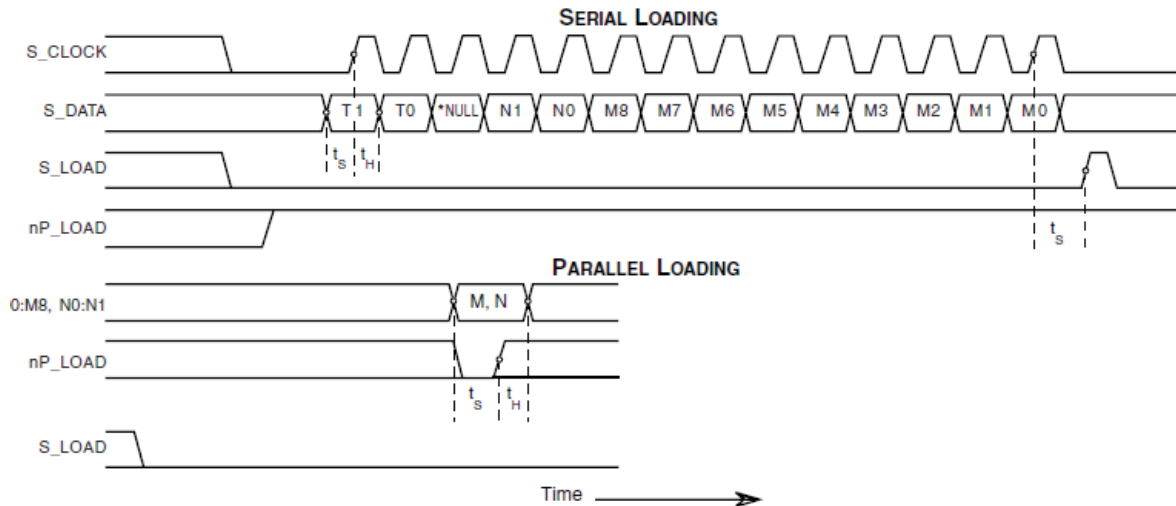 SERIAL LOADING
S_CLOCK
S_DATA T1 T0 *NULL N1 N0 M8 M7 M6 M5 M4 M3 M2 M1 M0
tS tH
S_LOAD
nP_LOAD
tS
PARALLEL LOADING
0:M8, N0:N1 M, N
nP_LOAD
tS tH
S_LOAD
Time